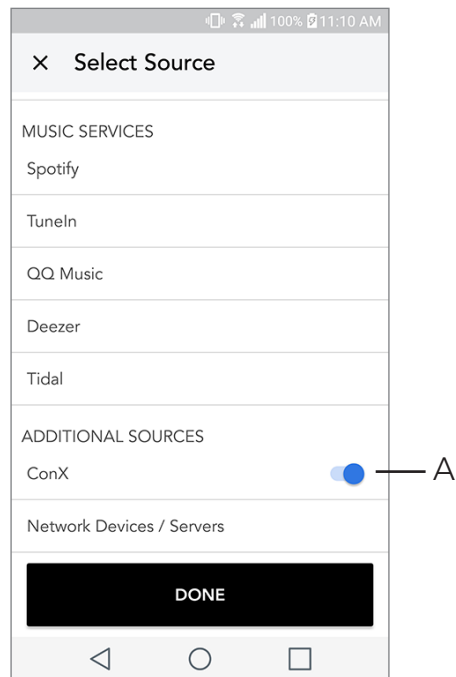 100% 11:10 AM
× Select Source
MUSIC SERVICES
Spotify
TuneIn
QQ Music
Deezer
Tidal
ADDITIONAL SOURCES
ConX
A
Network Devices / Servers
DONE